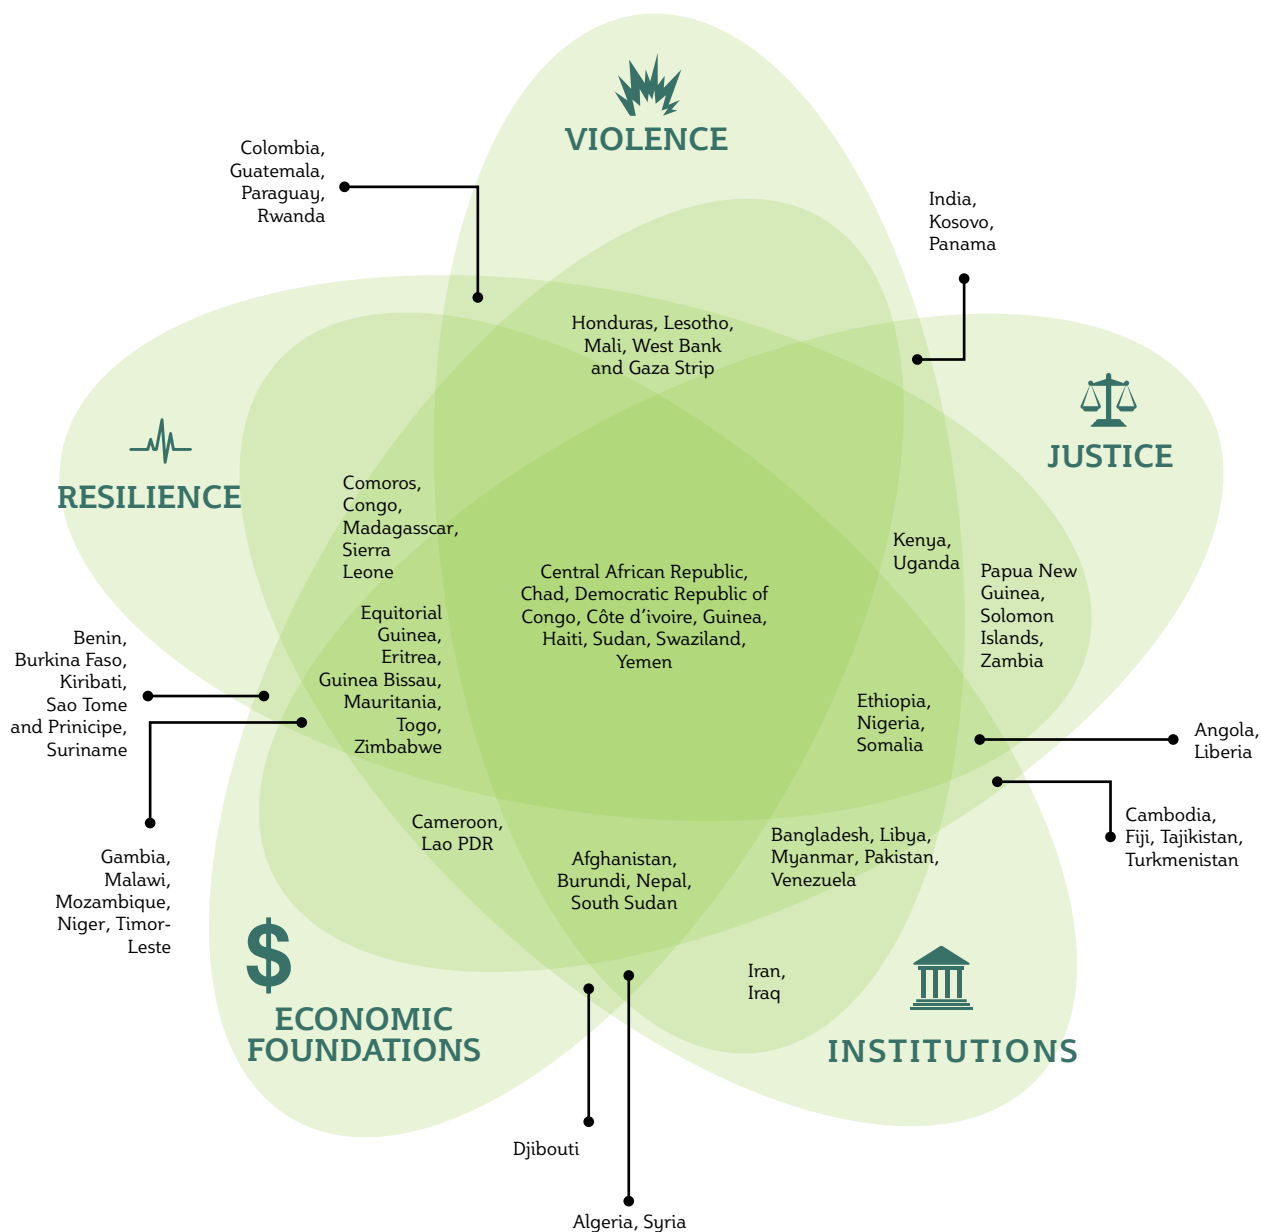 VIOLENCE
Colombia,
Guatemala,
Paraguay,
Rwanda
India,
Kosovo,
Panama
Honduras, Lesotho,
Mali, West Bank
and Gaza Strip
JUSTICE
RESILIENCE
Comoros,
Congo,
Madagasscar,
Sierra
Leone
Kenya,
Uganda
Papua New
Guinea,
Solomon
Islands,
Zambia
Central African Republic,
Chad, Democratic Republic of
Congo, Côte d'ivoire, Guinea,
Haiti, Sudan, Swaziland,
Yemen
Equitorial
Guinea,
Eritrea,
Guinea Bissau,
Mauritania,
Togo,
Zimbabwe
Benin,
Burkina Faso,
Kiribati,
Sao Tome
and Prinicipe,
Suriname
Ethiopia,
Nigeria,
Somalia
Angola,
Liberia
Cameroon,
Lao PDR
Bangladesh, Libya,
Myanmar, Pakistan,
Venezuela
Cambodia,
Fiji, Tajikistan,
Turkmenistan
Gambia,
Malawi,
Mozambique,
Niger, Timor-
Leste
Afghanistan,
Burundi, Nepal,
South Sudan
$
ECONOMIC
FOUNDATIONS
Iran,
Iraq
INSTITUTIONS
Djibouti
Algeria, Syria